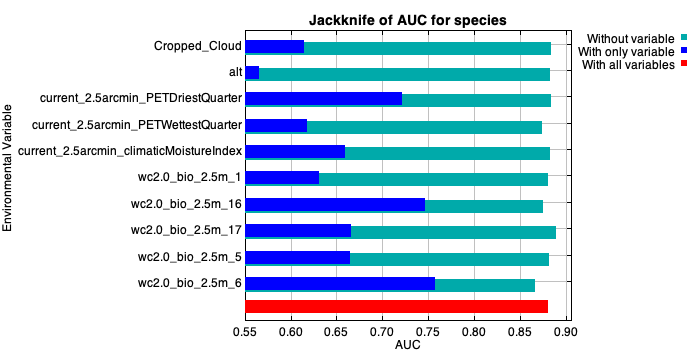 Jackknife of AUC for species
Without variable
With only variable
With all variables
Environmental Variable
Cropped_Cloud
alt
current_2.5arcmin_PETDriestQuarter
current_2.5arcmin_PETWettestQuarter
current_2.5arcmin_climaticMoistureIndex
wc2.0_bio_2.5m_1
wc2.0_bio_2.5m_16
wc2.0_bio_2.5m_17
wc2.0_bio_2.5m_5
wc2.0_bio_2.5m_6
0.55 0.60 0.65 0.70 0.75 0.80 0.85 0.90
AUC